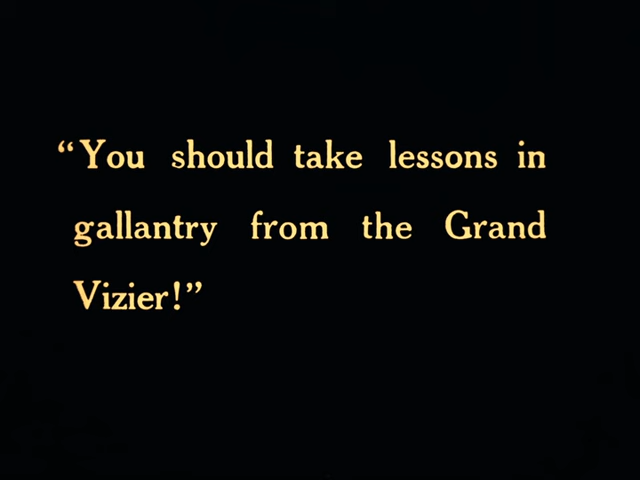 “You should take lessons in
gallantry from the Grand
Vizier!”